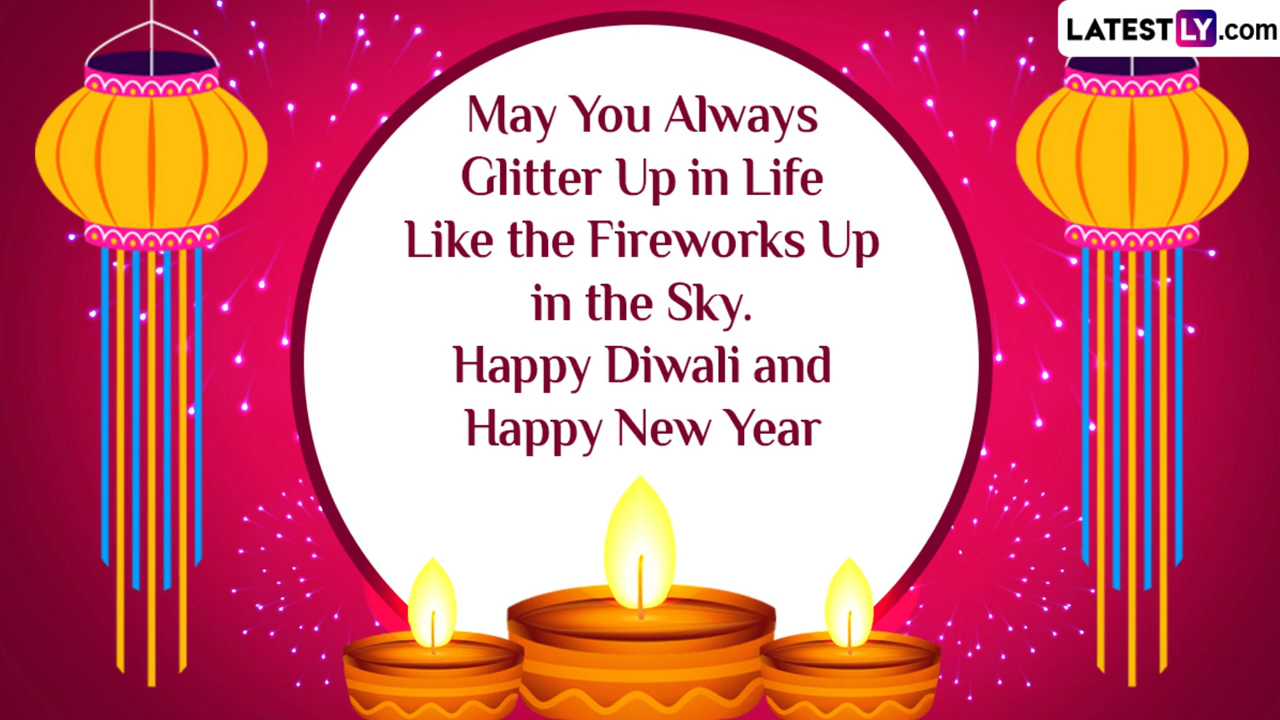 LATESTLY.com
May You Always
Glitter Up in Life
Like the Fireworks Up
in the Sky.
Happy Diwali and
Happy New Year